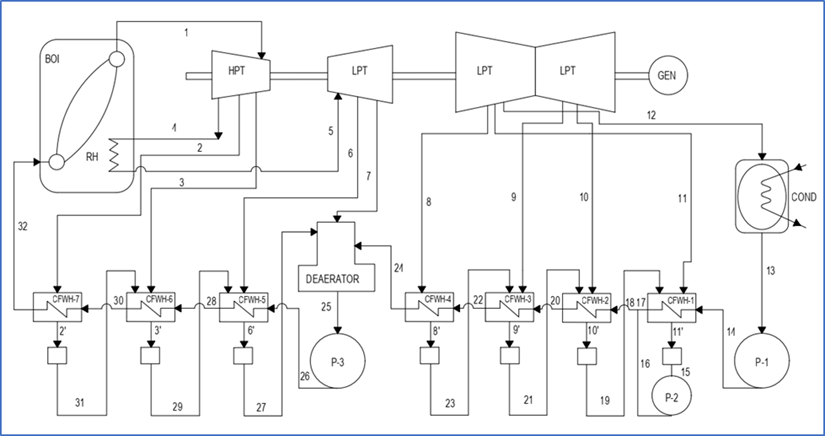 1
BOI
HPT
LPT
LPT
LPT
GEN
12
4
2
5
6
RH
3
7
8
9
10
11
COND
32
13
24
DEAERATOR
CFWH-7
30
CFWH-6
28
CFWH-5
25
CFWH-4
22
CFWH-3
20
CFWH-2
18
17
CFWH-1
14
2'
3'
6'
8'
9'
10'
11'
P-3
P-1
26
16
15
P-2
31
29
27
23
21
19